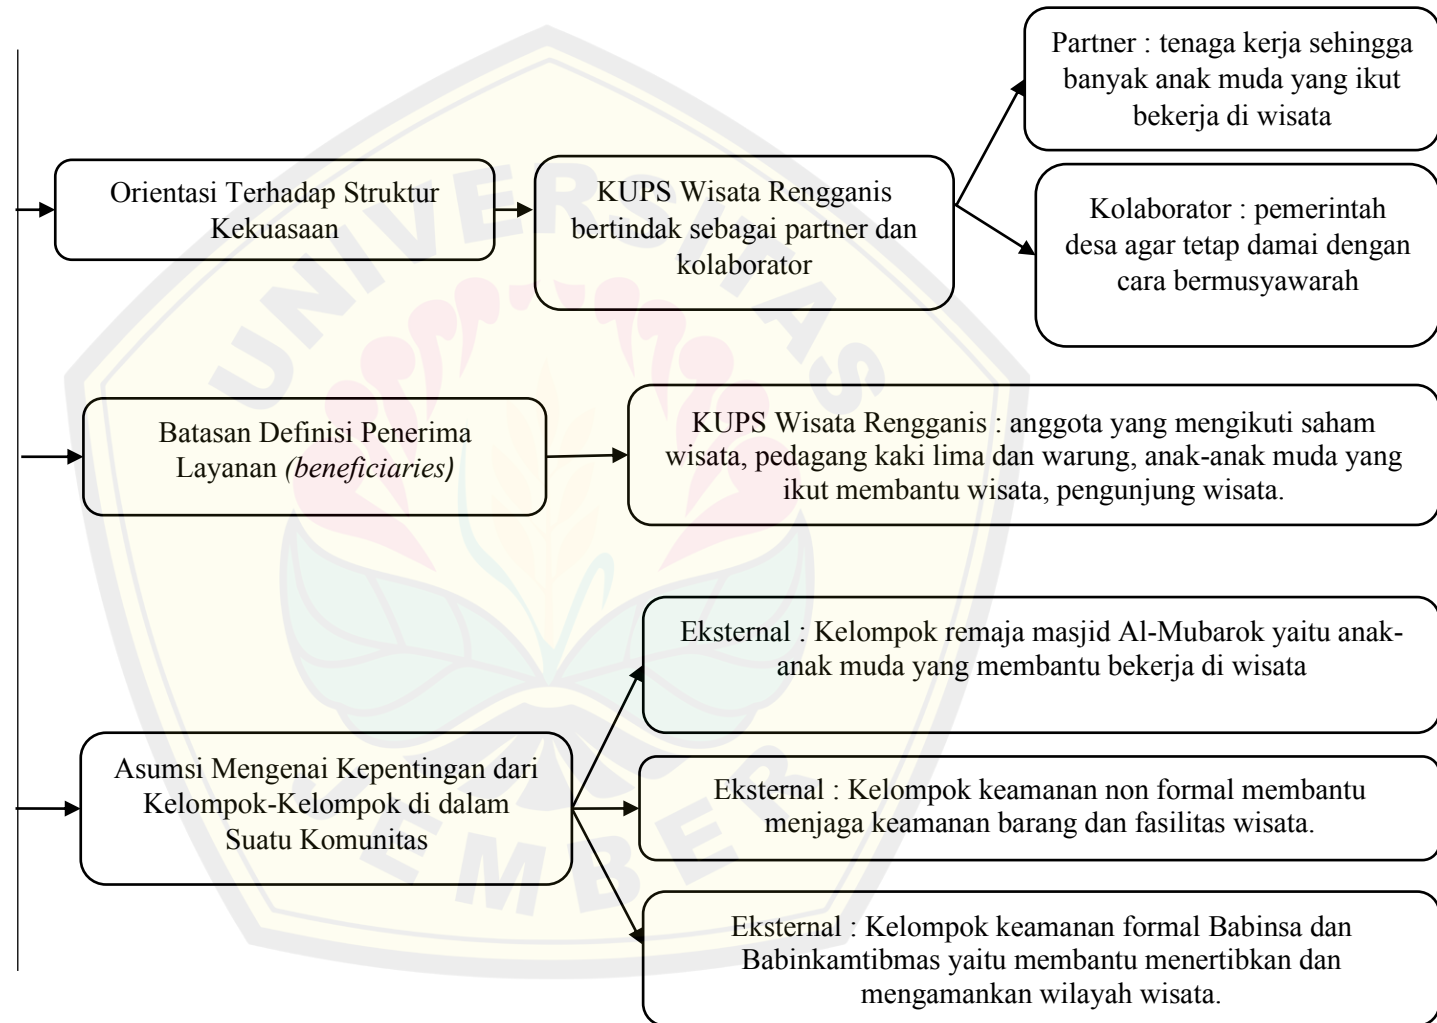 Partner : tenaga kerja sehingga
banyak anak muda yang ikut
bekerja di wisata
Orientasi Terhadap Struktur
Kekuasaan
KUPS Wisata Rengganis
bertindak sebagai partner dan
kolaborator
Kolaborator : pemerintah
desa agar tetap damai dengan
cara bermusyawarah
Batasan Definisi Penerima
Layanan (beneficiaries)
KUPS Wisata Rengganis : anggota yang mengikuti saham
wisata, pedagang kaki lima dan warung, anak-anak muda yang
ikut membantu wisata, pengunjung wisata.
Asumsi Mengenai Kepentingan dari
Kelompok-Kelompok di dalam
Suatu Komunitas
Eksternal : Kelompok remaja masjid Al-Mubarok yaitu anak-
anak muda yang membantu bekerja di wisata
Eksternal : Kelompok keamanan non formal membantu
menjaga keamanan barang dan fasilitas wisata.
Eksternal : Kelompok keamanan formal Babinsa dan
Babinkamtibmas yaitu membantu menertibkan dan
mengamankan wilayah wisata.
UNIVERSITAS
JEMBER